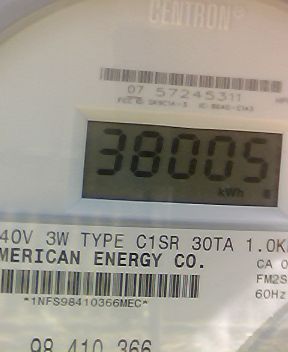 CENTRON®
07 57245311
38005
kWh
40V 3W TYPE C1SR 30TA 1.0K
MERICAN ENERGY CO.
CA 0
FM2S
60Hz
*1NFS98410366MEC*
98 410 366